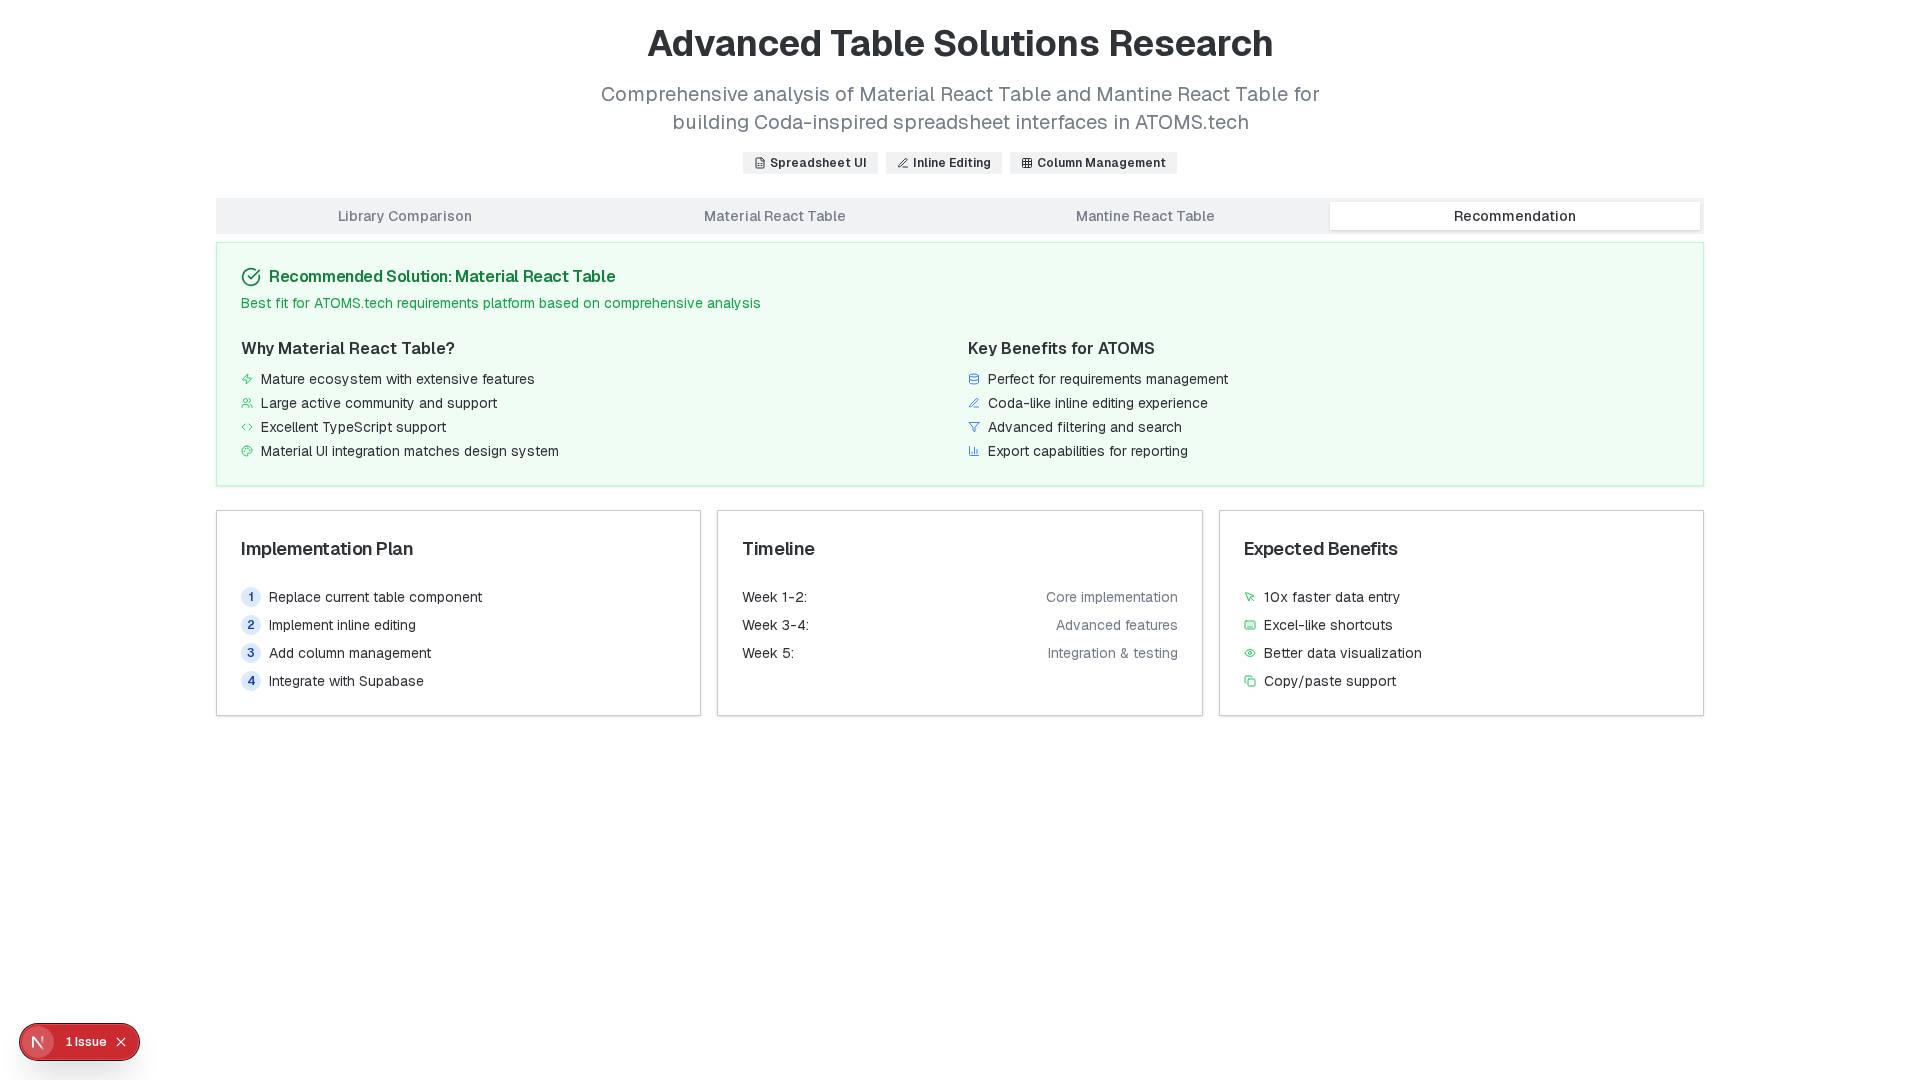 Advanced Table Solutions Research
Comprehensive analysis of Material React Table and Mantine React Table for
building Coda-inspired spreadsheet interfaces in ATOMS.tech
Spreadsheet UI
Inline Editing
Column Management
Library Comparison
Material React Table
Mantine React Table
Recommendation
Recommended Solution: Material React Table
Best fit for ATOMS.tech requirements platform based on comprehensive analysis
Why Material React Table?
Mature ecosystem with extensive features
Large active community and support
Excellent TypeScript support
Material UI integration matches design system
Key Benefits for ATOMS
Perfect for requirements management
Coda-like inline editing experience
Advanced filtering and search
Export capabilities for reporting
Implementation Plan
1 Replace current table component
2 Implement inline editing
3 Add column management
4 Integrate with Supabase
Timeline
Week 1-2: Core implementation
Week 3-4: Advanced features
Week 5: Integration & testing
Expected Benefits
10x faster data entry
Excel-like shortcuts
Better data visualization
Copy/paste support
N 1 Issue